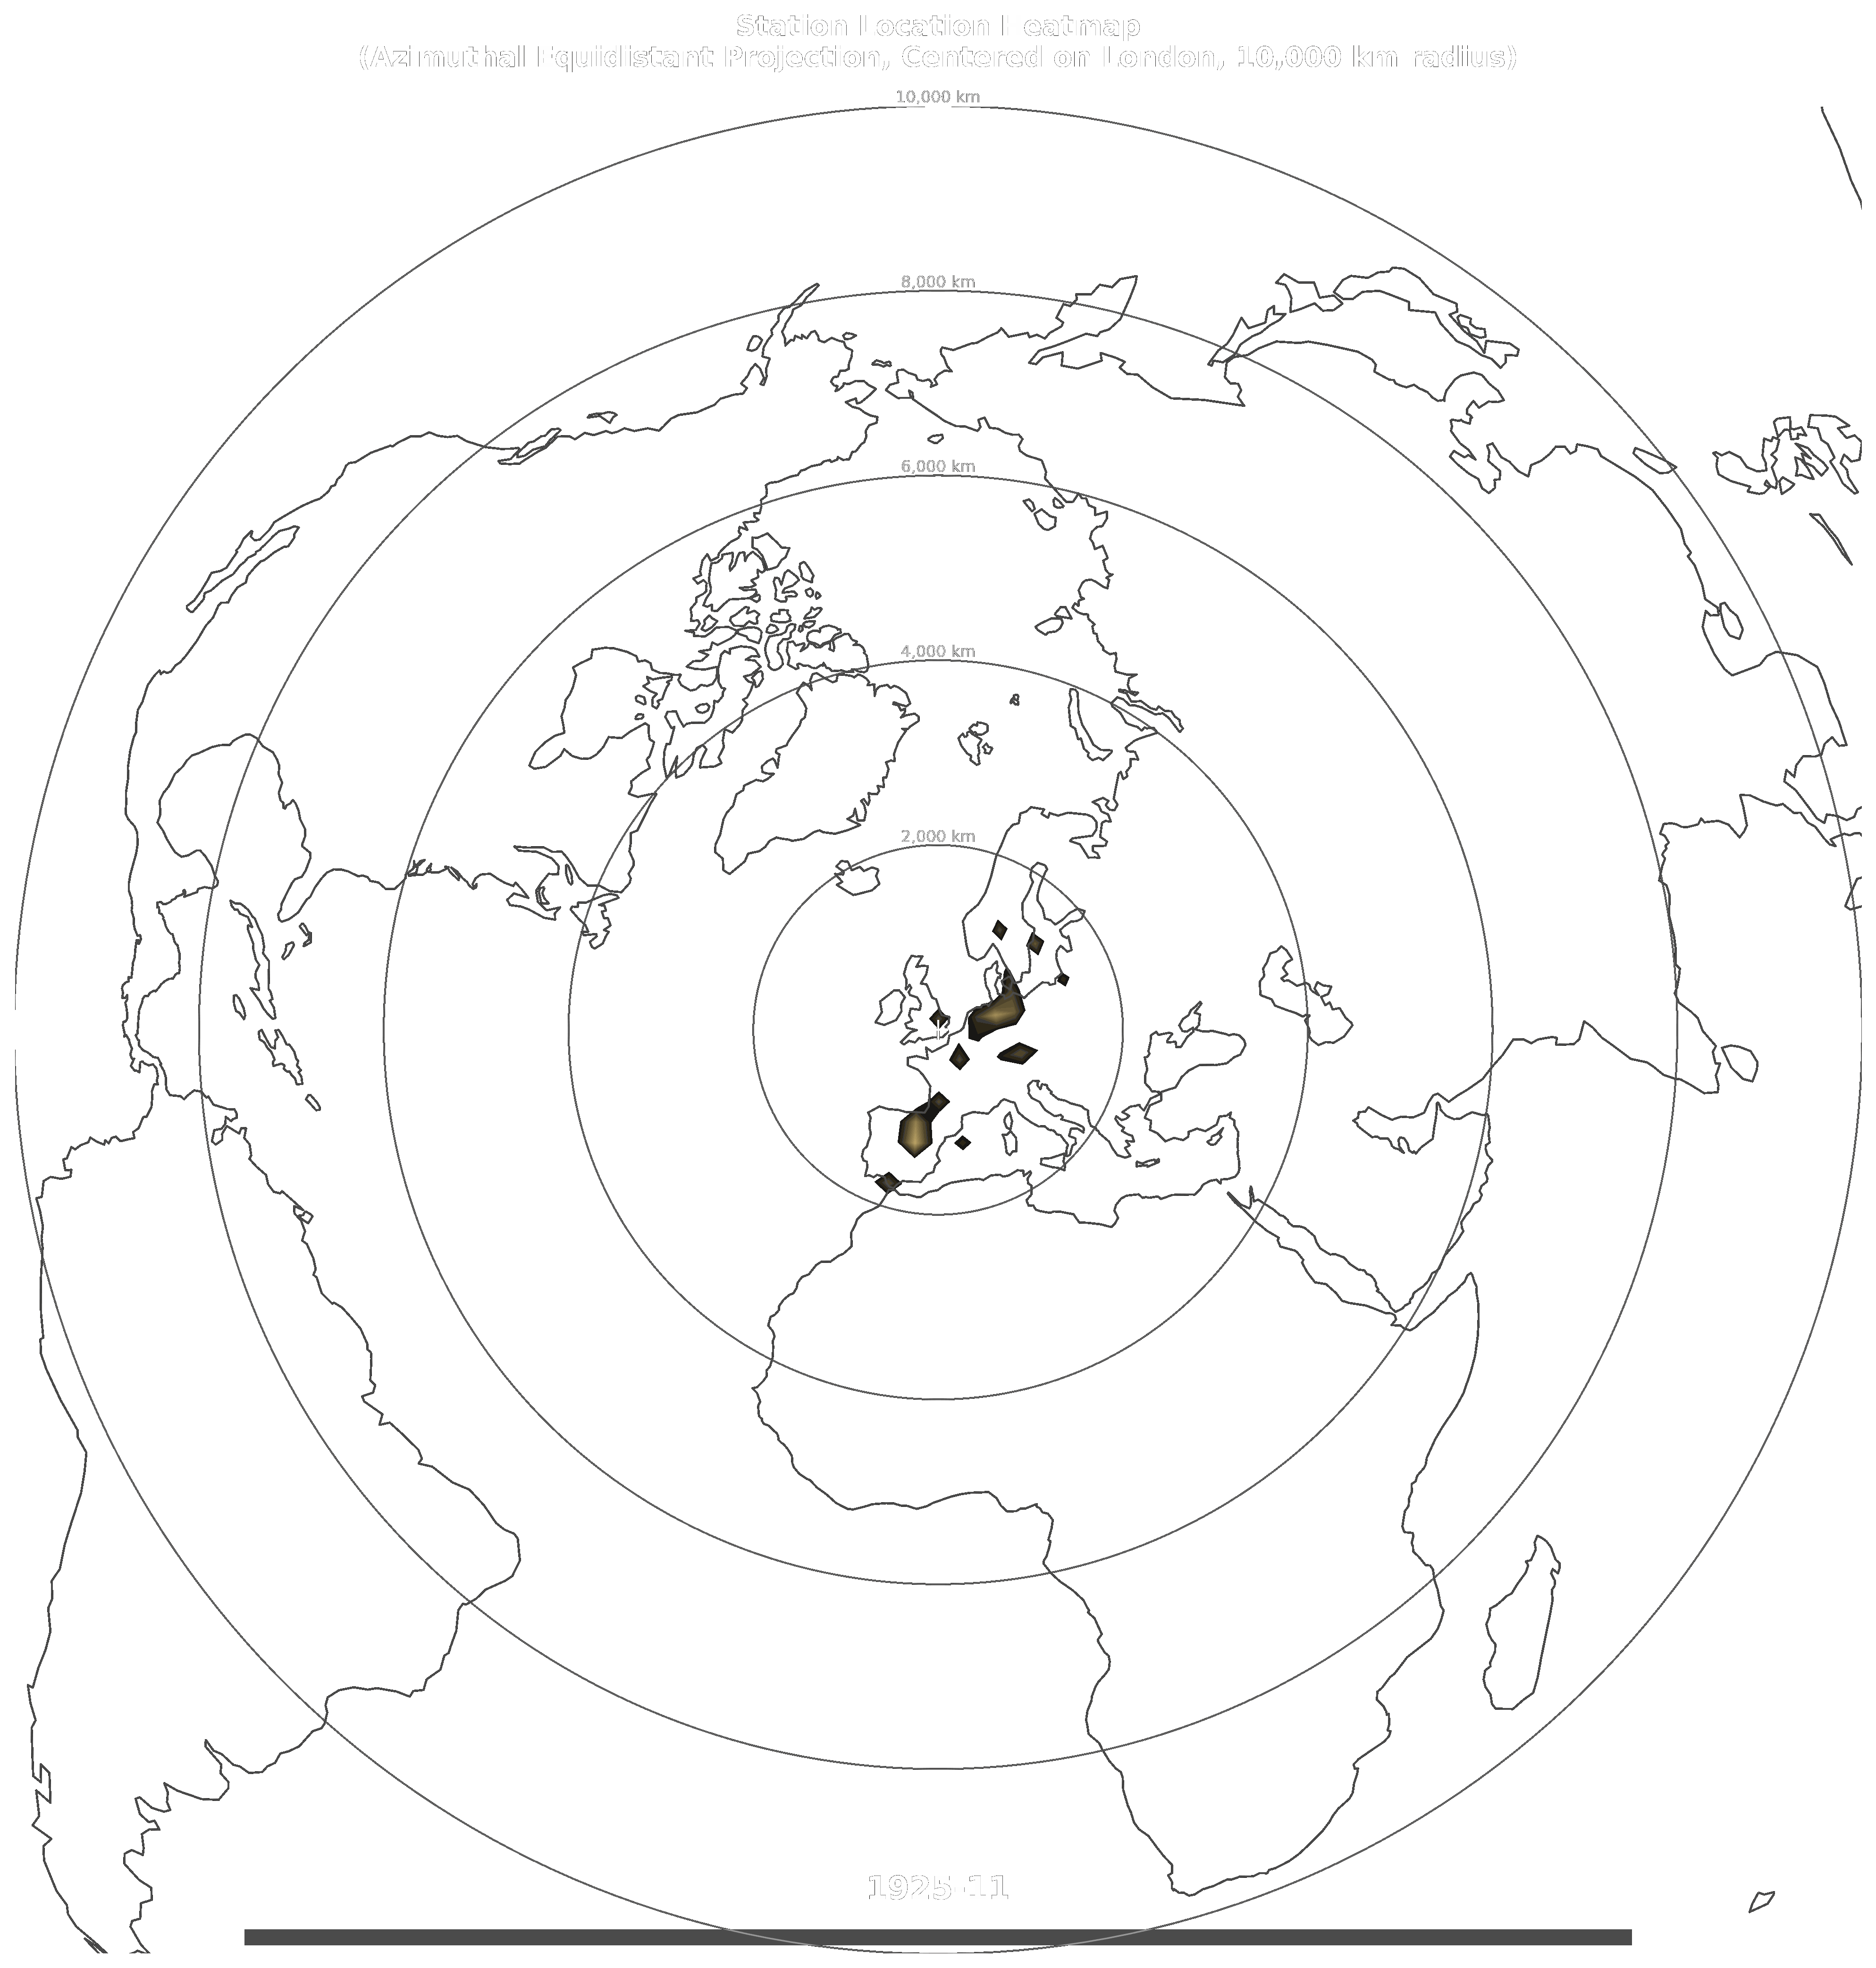 Station Location Heatmap
(Azimuthal Equidistant Projection, Centered on London, 10,000 km radius)
10,000 km
8,000 km
6,000 km
4,000 km
2,000 km
1925-11